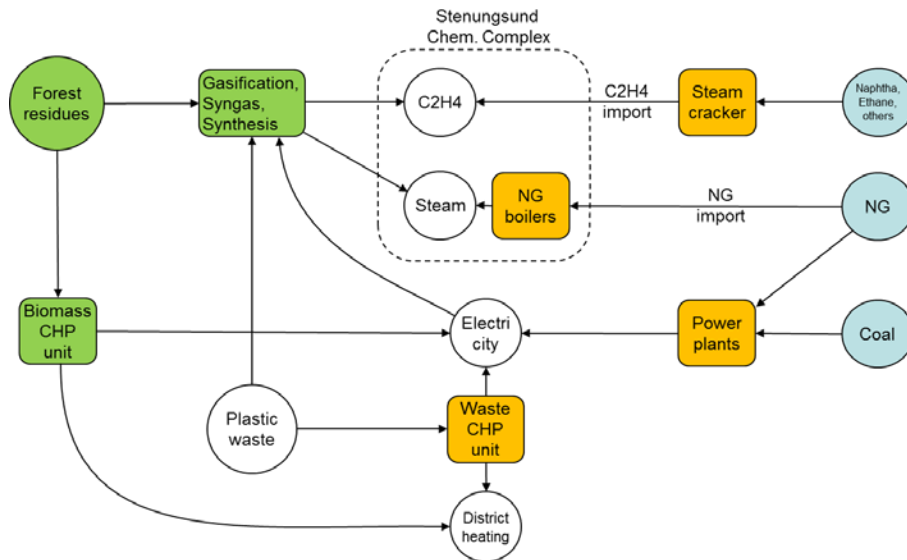 Stenungsund
Chem. Complex
Forest
residues
Gasification,
Syngas,
Synthesis
C2H4
C2H4
import
Steam
cracker
Naphtha,
Ethane,
others
Steam
NG
boilers
NG
import
NG
Biomass
CHP
unit
Electri
city
Power
plants
Coal
Plastic
waste
Waste
CHP
unit
District
heating